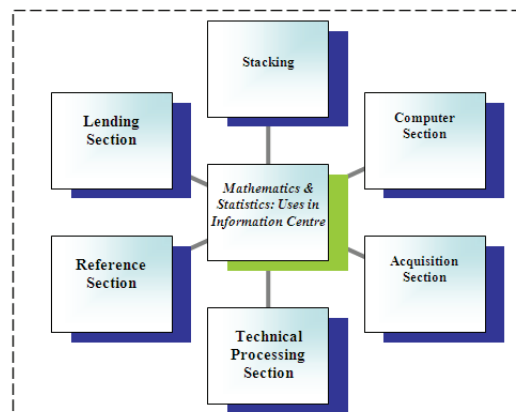 Stacking
Lending
Section
Computer
Section
Mathematics &
Statistics: Uses in
Information Centre
Reference
Section
Acquisition
Section
Technical
Processing
Section